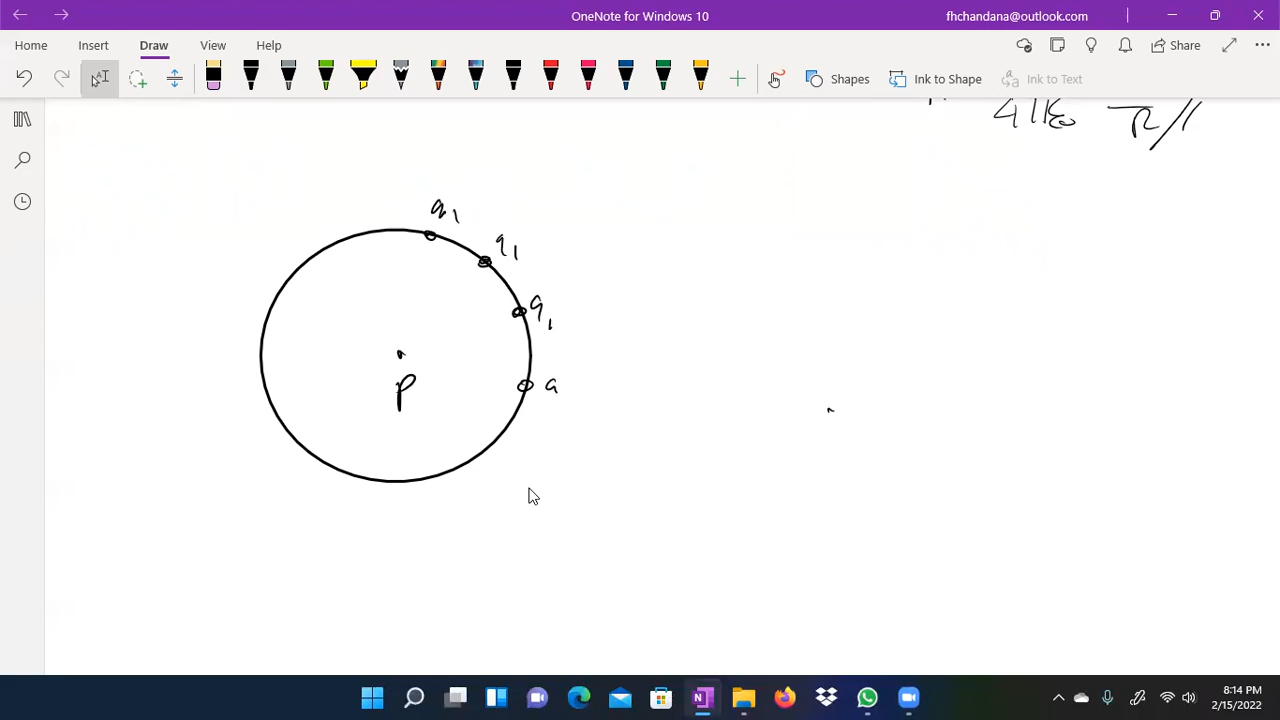 OneNote for Windows 10
fhchandana@outlook.com
Home Insert Draw View Help
Share
Shapes Ink to Shape Ink to Text
4πε₀
q1
q1
q1
P
a
8:14 PM
2/15/2022